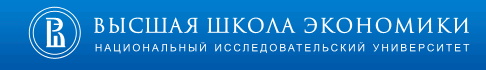 ВЫСШАЯ ШКОЛА ЭКОНОМИКИ
НАЦИОНАЛЬНЫЙ ИССЛЕДОВАТЕЛЬСКИЙ УНИВЕРСИТЕТ